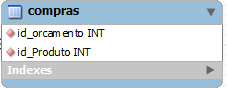 compras
id_orcamento INT
id_Produto INT
Indexes